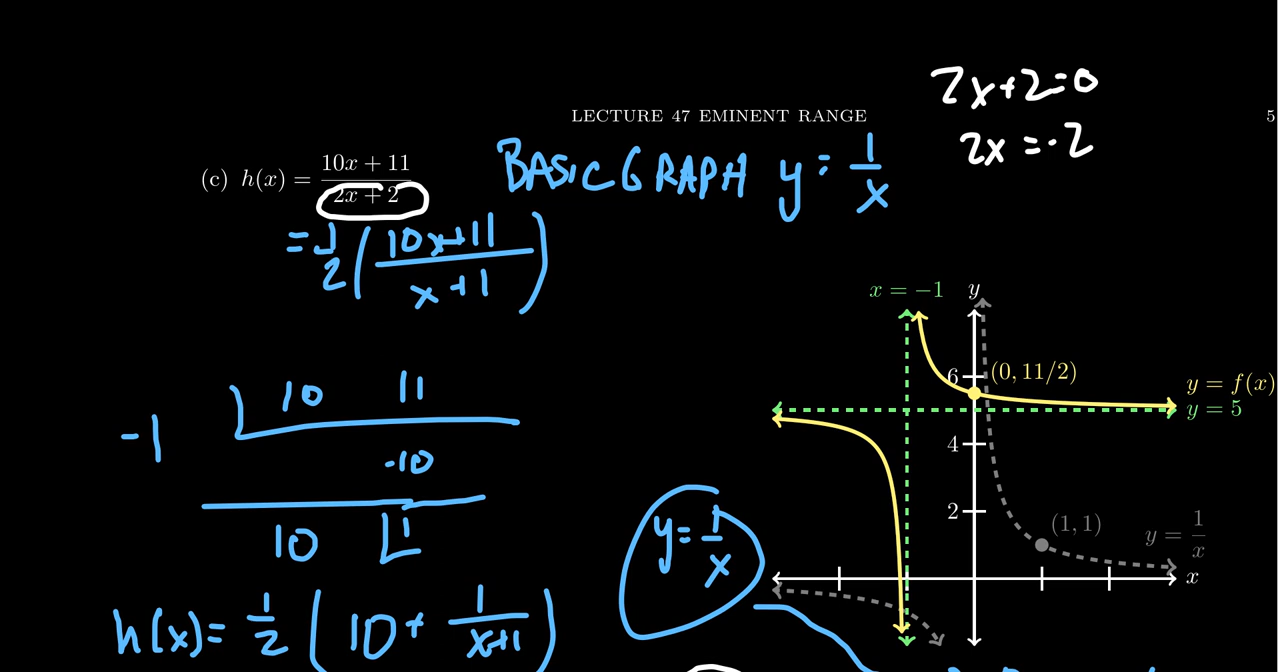 LECTURE 47 EMINENT RANGE
5
2x+2=0
2x=-2
(c) h(x) = (10x + 11)/(2x + 2)
BASIC GRAPH y = 1/x
= 1/2 ( (10x+11)/(x+1) )
-1 10 11
-10
10 1
h(x) = 1/2 ( 10 + 1/(x+1) )
y = 1/x
x = −1
y
6
(0, 11/2)
y = f(x)
y = 5
4
2
(1, 1)
y = 1/x
x